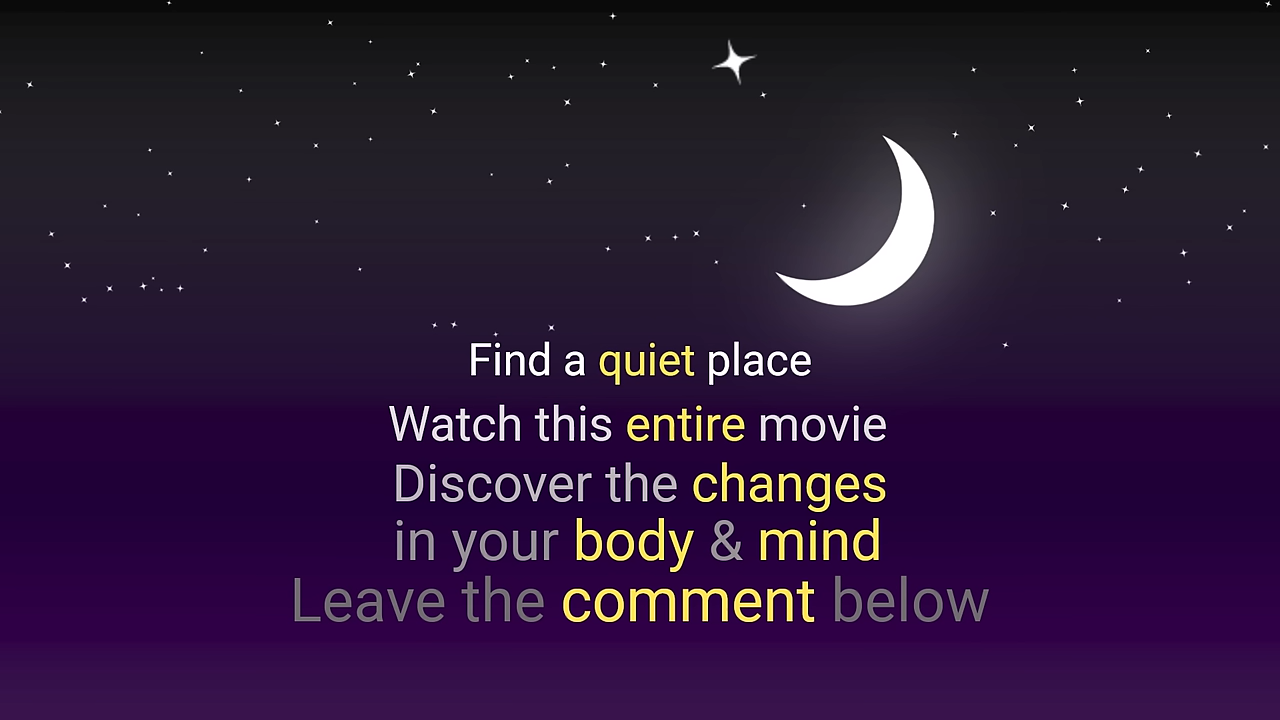 Find a quiet place
Watch this entire movie
Discover the changes
in your body & mind
Leave the comment below